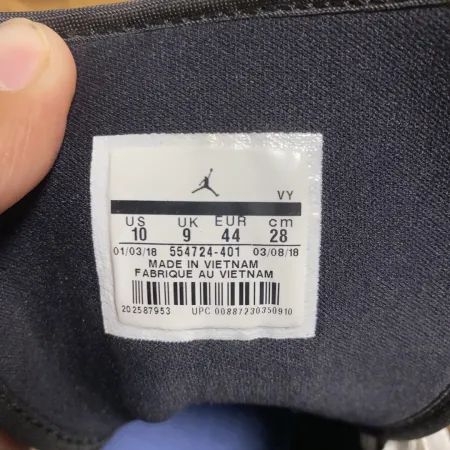 VY
US UK EUR cm
10 9 44 28
01/03/18 554724-401 03/08/18
MADE IN VIETNAM
FABRIQUE AU VIETNAM
202587953 UPC 00887230350910